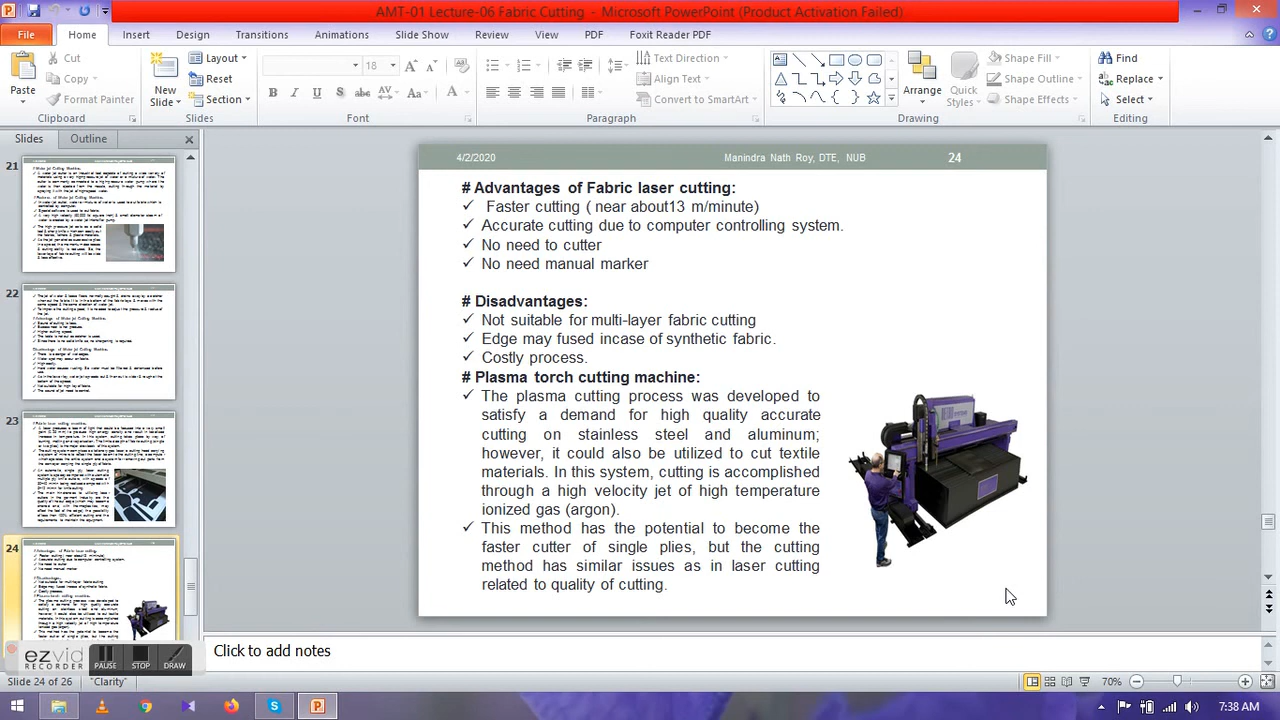 AMT-01 Lecture-06 Fabric Cutting - Microsoft PowerPoint (Product Activation Failed)
File Home Insert Design Transitions Animations Slide Show Review View PDF Foxit Reader PDF
Paste
Cut
Copy
Format Painter
Clipboard
New
Slide
Layout
Reset
Section
Slides
18
Font
Text Direction
Align Text
Convert to SmartArt
Paragraph
Arrange
Quick
Styles
Shape Fill
Shape Outline
Shape Effects
Drawing
Find
Replace
Select
Editing
Slides Outline
21
22
23
24
4/2/2020 Manindra Nath Roy, DTE, NUB 24
# Advantages of Fabric laser cutting:
✓ Faster cutting ( near about13 m/minute)
✓ Accurate cutting due to computer controlling system.
✓ No need to cutter
✓ No need manual marker
# Disadvantages:
✓ Not suitable for multi-layer fabric cutting
✓ Edge may fused incase of synthetic fabric.
✓ Costly process.
# Plasma torch cutting machine:
✓ The plasma cutting process was developed to
satisfy a demand for high quality accurate
cutting on stainless steel and aluminum,
however, it could also be utilized to cut textile
materials. In this system, cutting is accomplished
through a high velocity jet of high temperature
ionized gas (argon).
✓ This method has the potential to become the
faster cutter of single plies, but the cutting
method has similar issues as in laser cutting
related to quality of cutting.
Click to add notes
ezvid
RECORDER
PAUSE STOP DRAW
Slide 24 of 26 "Clarity" 70%
7:38 AM